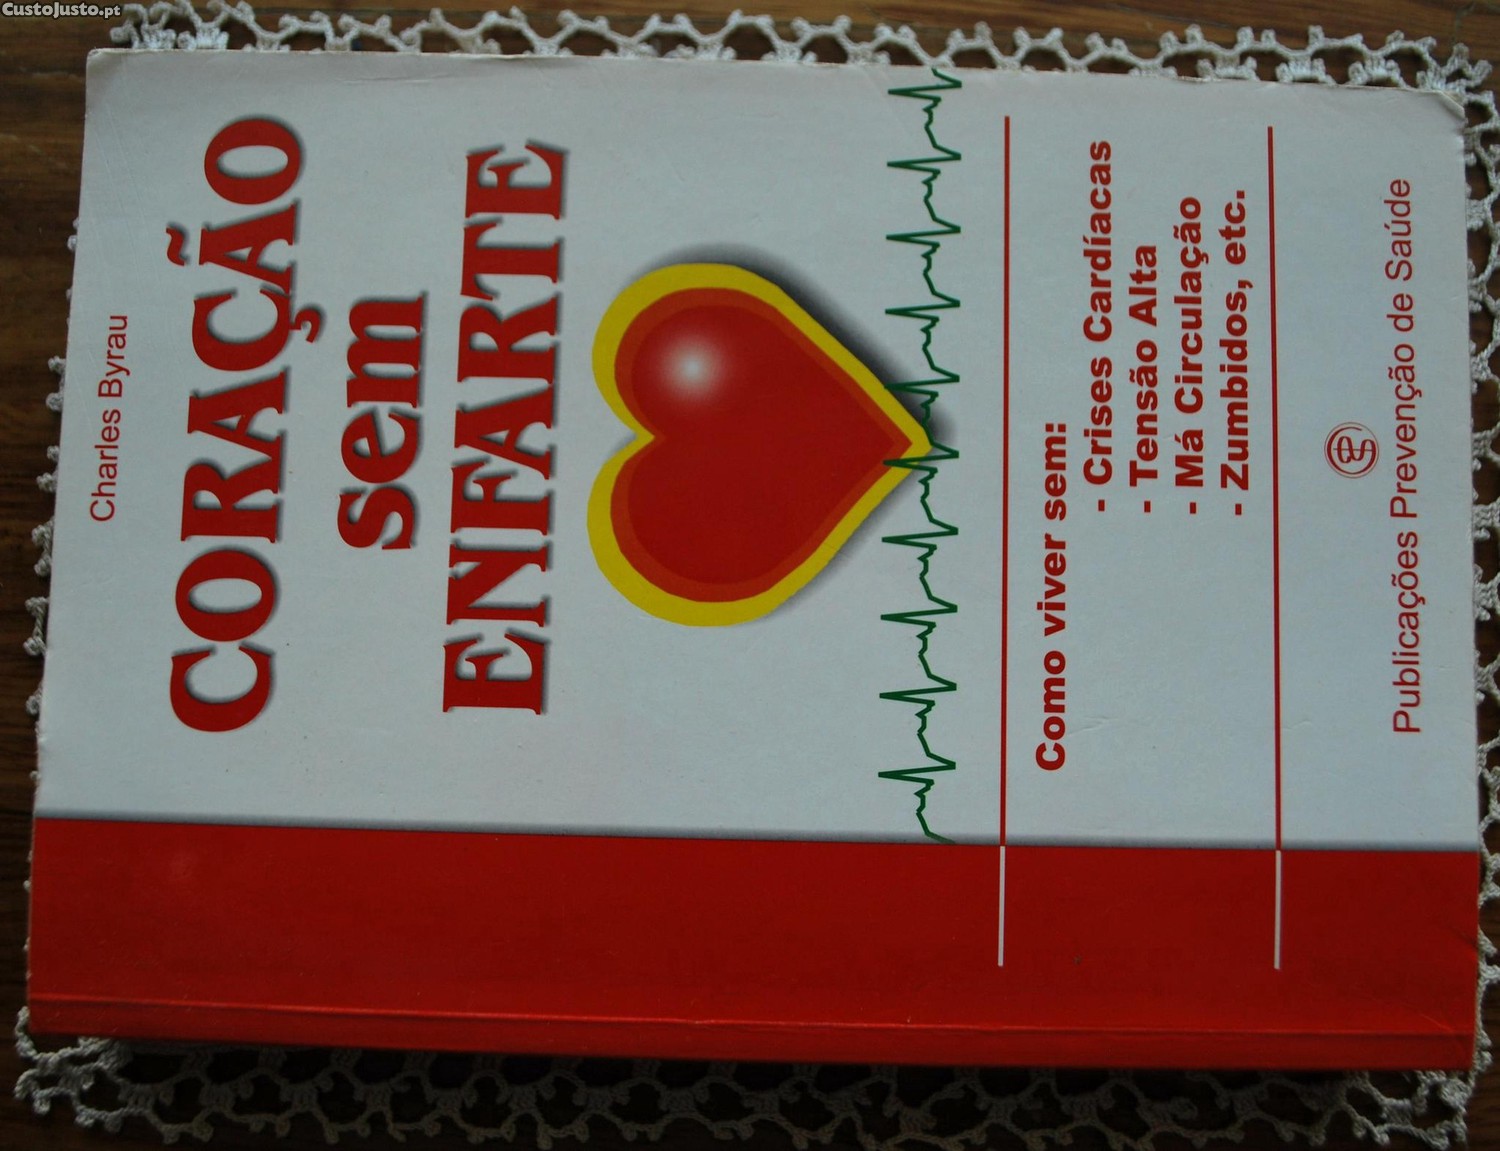 CustoJusto.pt
Charles Byrau
CORAÇÃO
sem
ENFARTE
Como viver sem:
- Crises Cardíacas
- Tensão Alta
- Má Circulação
- Zumbidos, etc.
Publicações Prevenção de Saúde